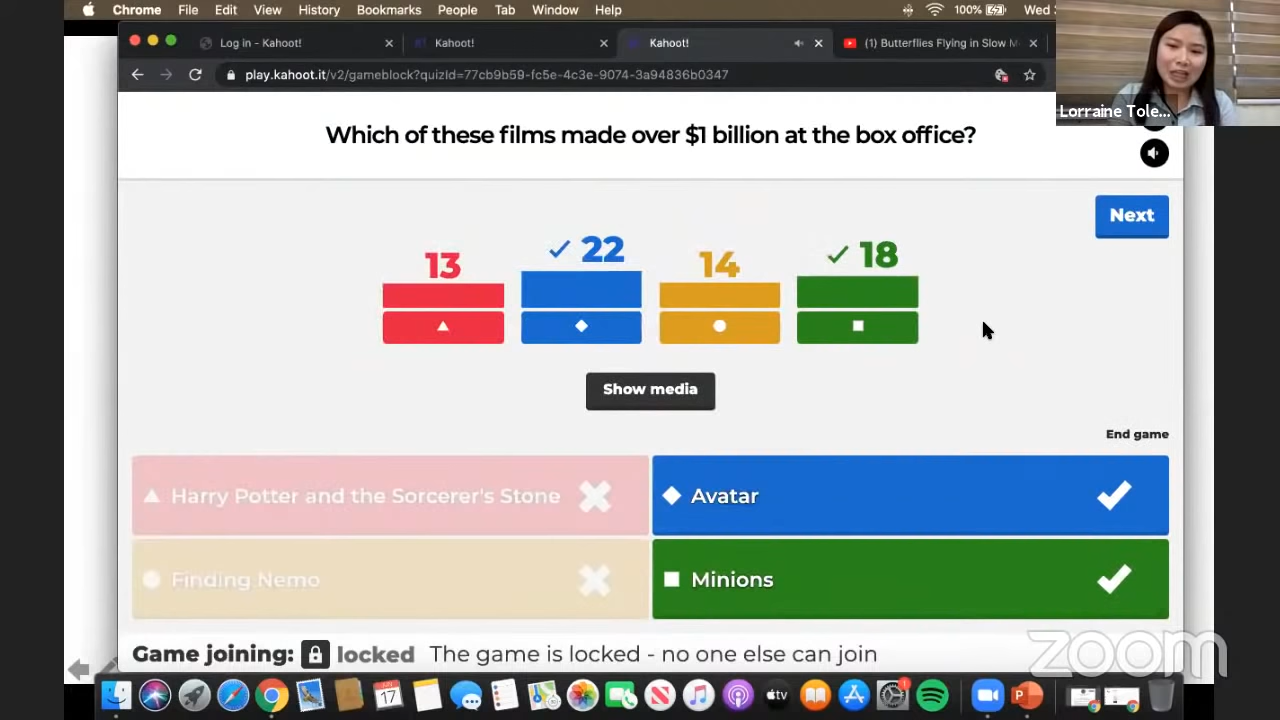 Chrome File Edit View History Bookmarks People Tab Window Help 100% Wed
Log in - Kahoot! Kahoot! Kahoot! (1) Butterflies Flying in Slow M
play.kahoot.it/v2/gameblock?quizId=77cb9b59-fc5e-4c3e-9074-3a94836b0347
Lorraine Tole...
Which of these films made over $1 billion at the box office?
Next
13 22 14 18
Show media
End game
Harry Potter and the Sorcerer's Stone
Avatar
Finding Nemo
Minions
Game joining: locked The game is locked - no one else can join
zoom
17
tv
1